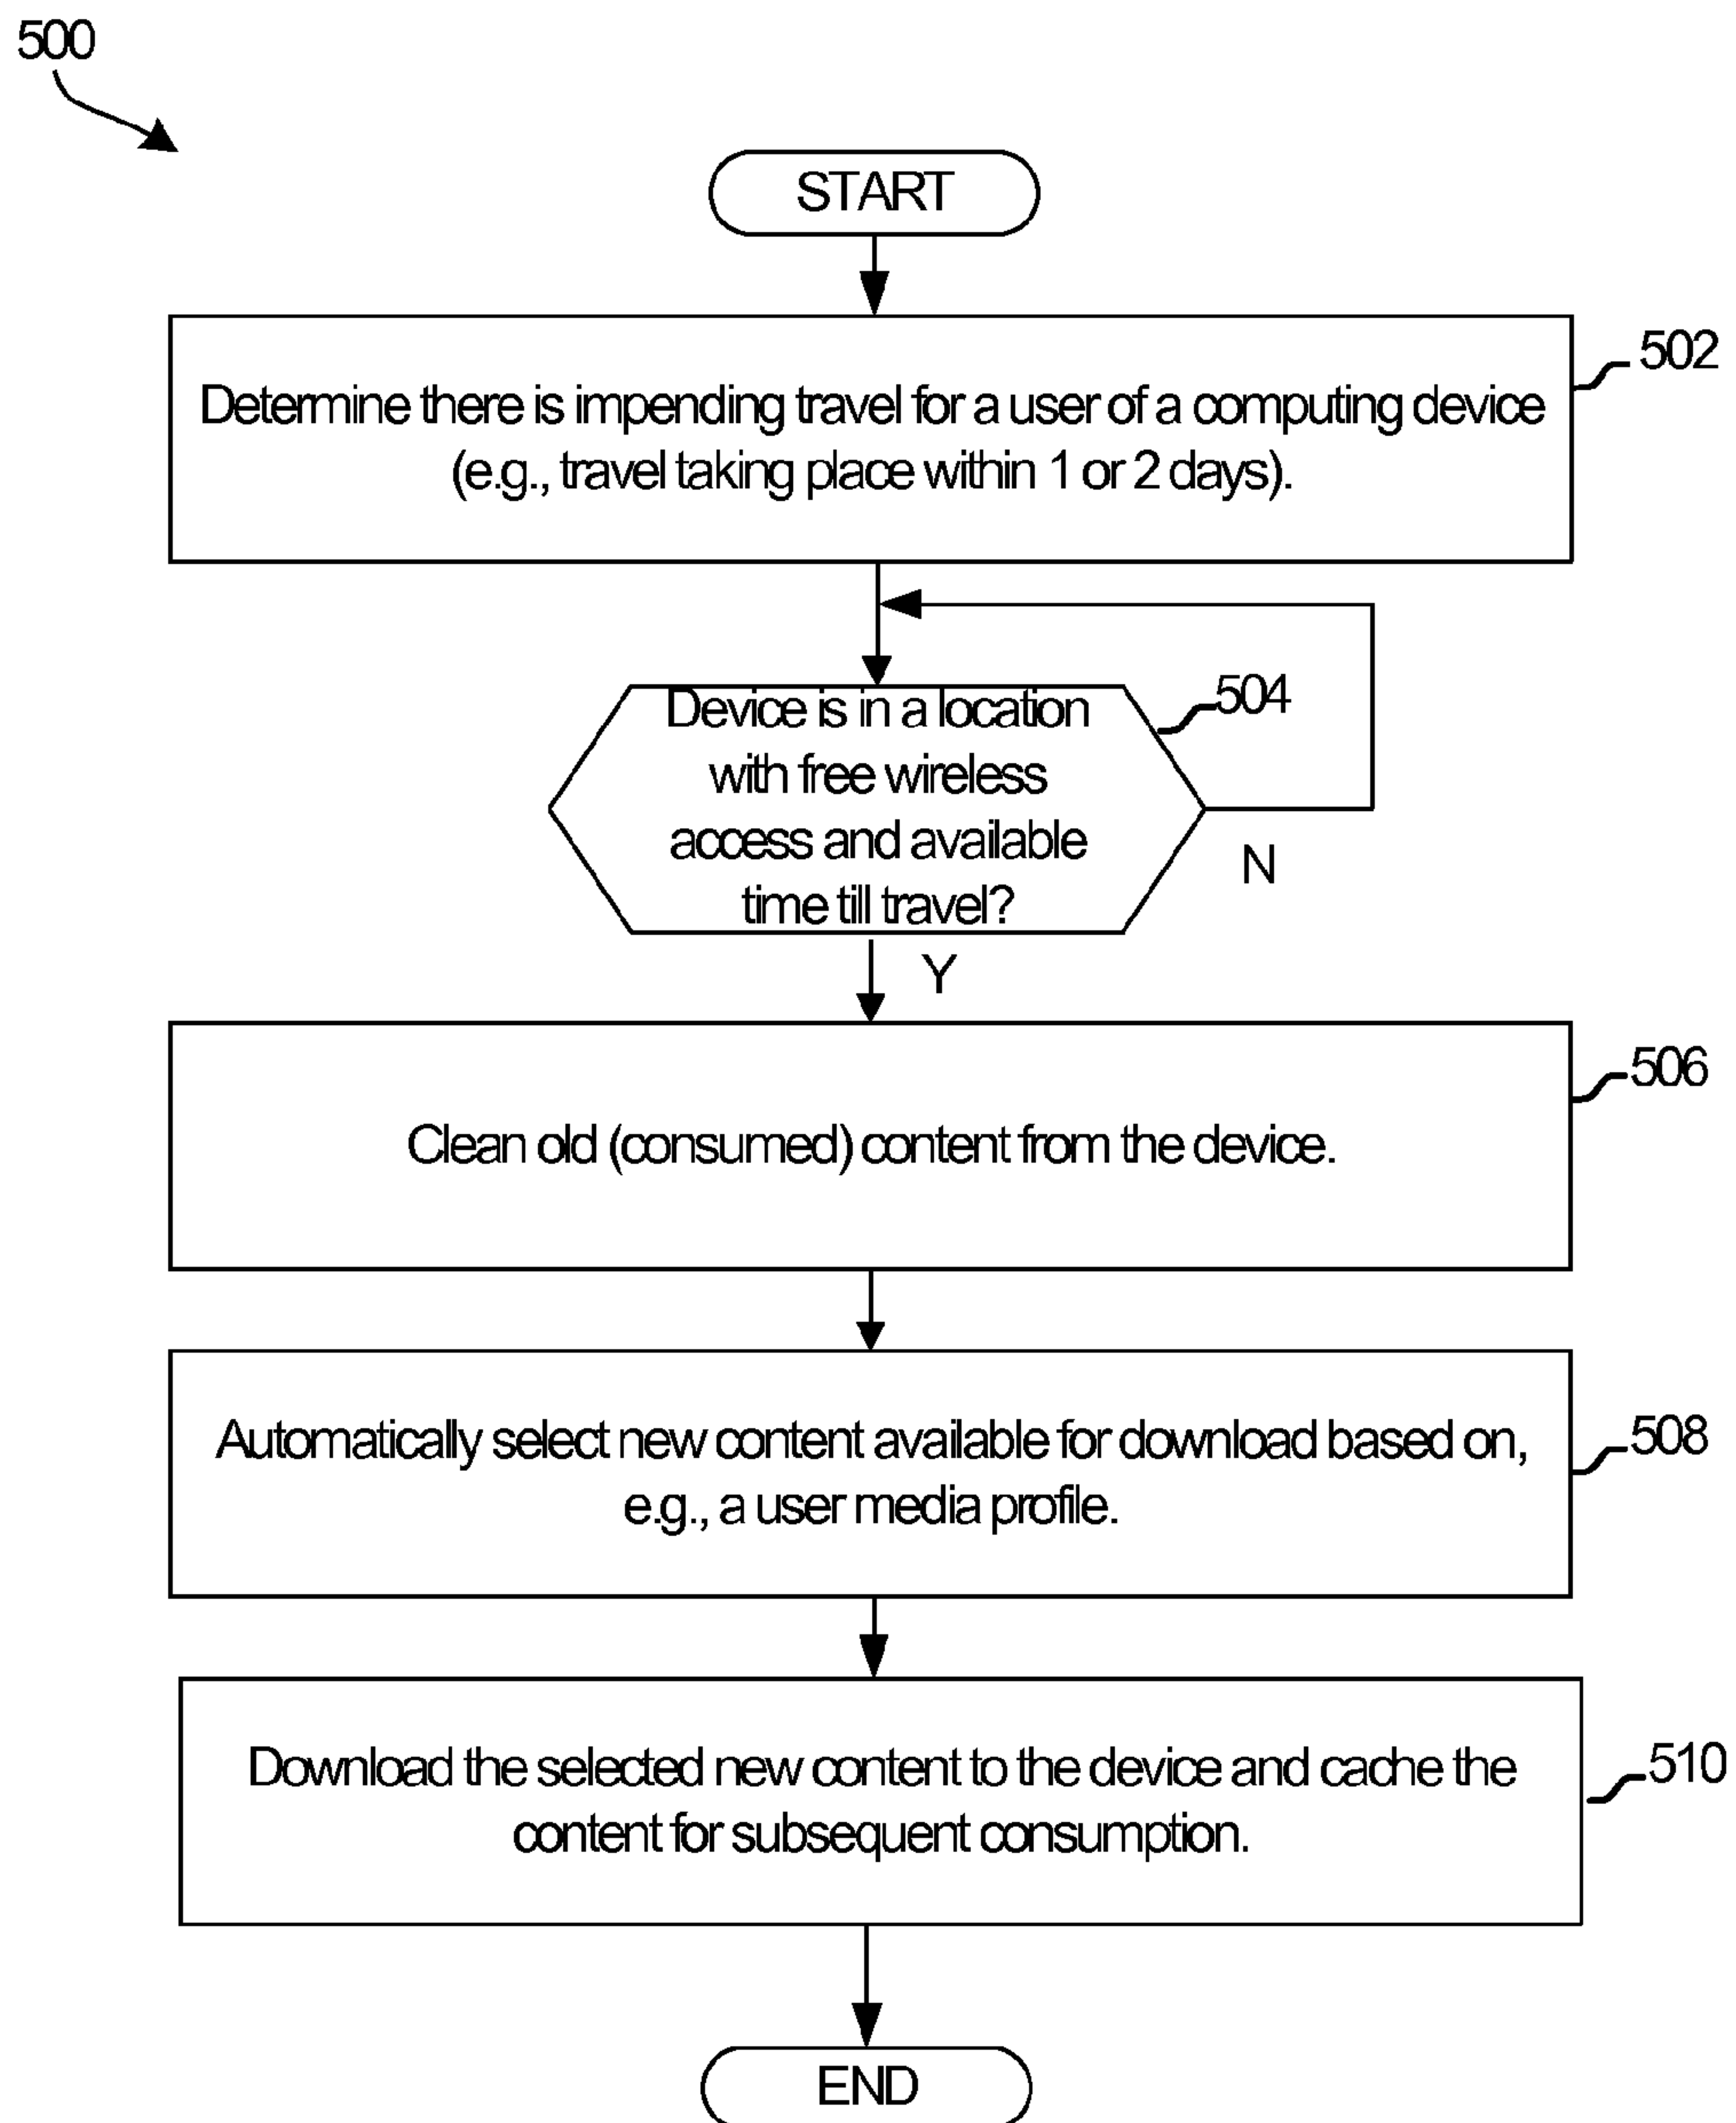 500
START
502
Determine there is impending travel for a user of a computing device
(e.g., travel taking place within 1 or 2 days).
504
Device is in a location
with free wireless
access and available
time till travel?
N
Y
506
Clean old (consumed) content from the device.
508
Automatically select new content available for download based on,
e.g., a user media profile.
510
Download the selected new content to the device and cache the
content for subsequent consumption.
END